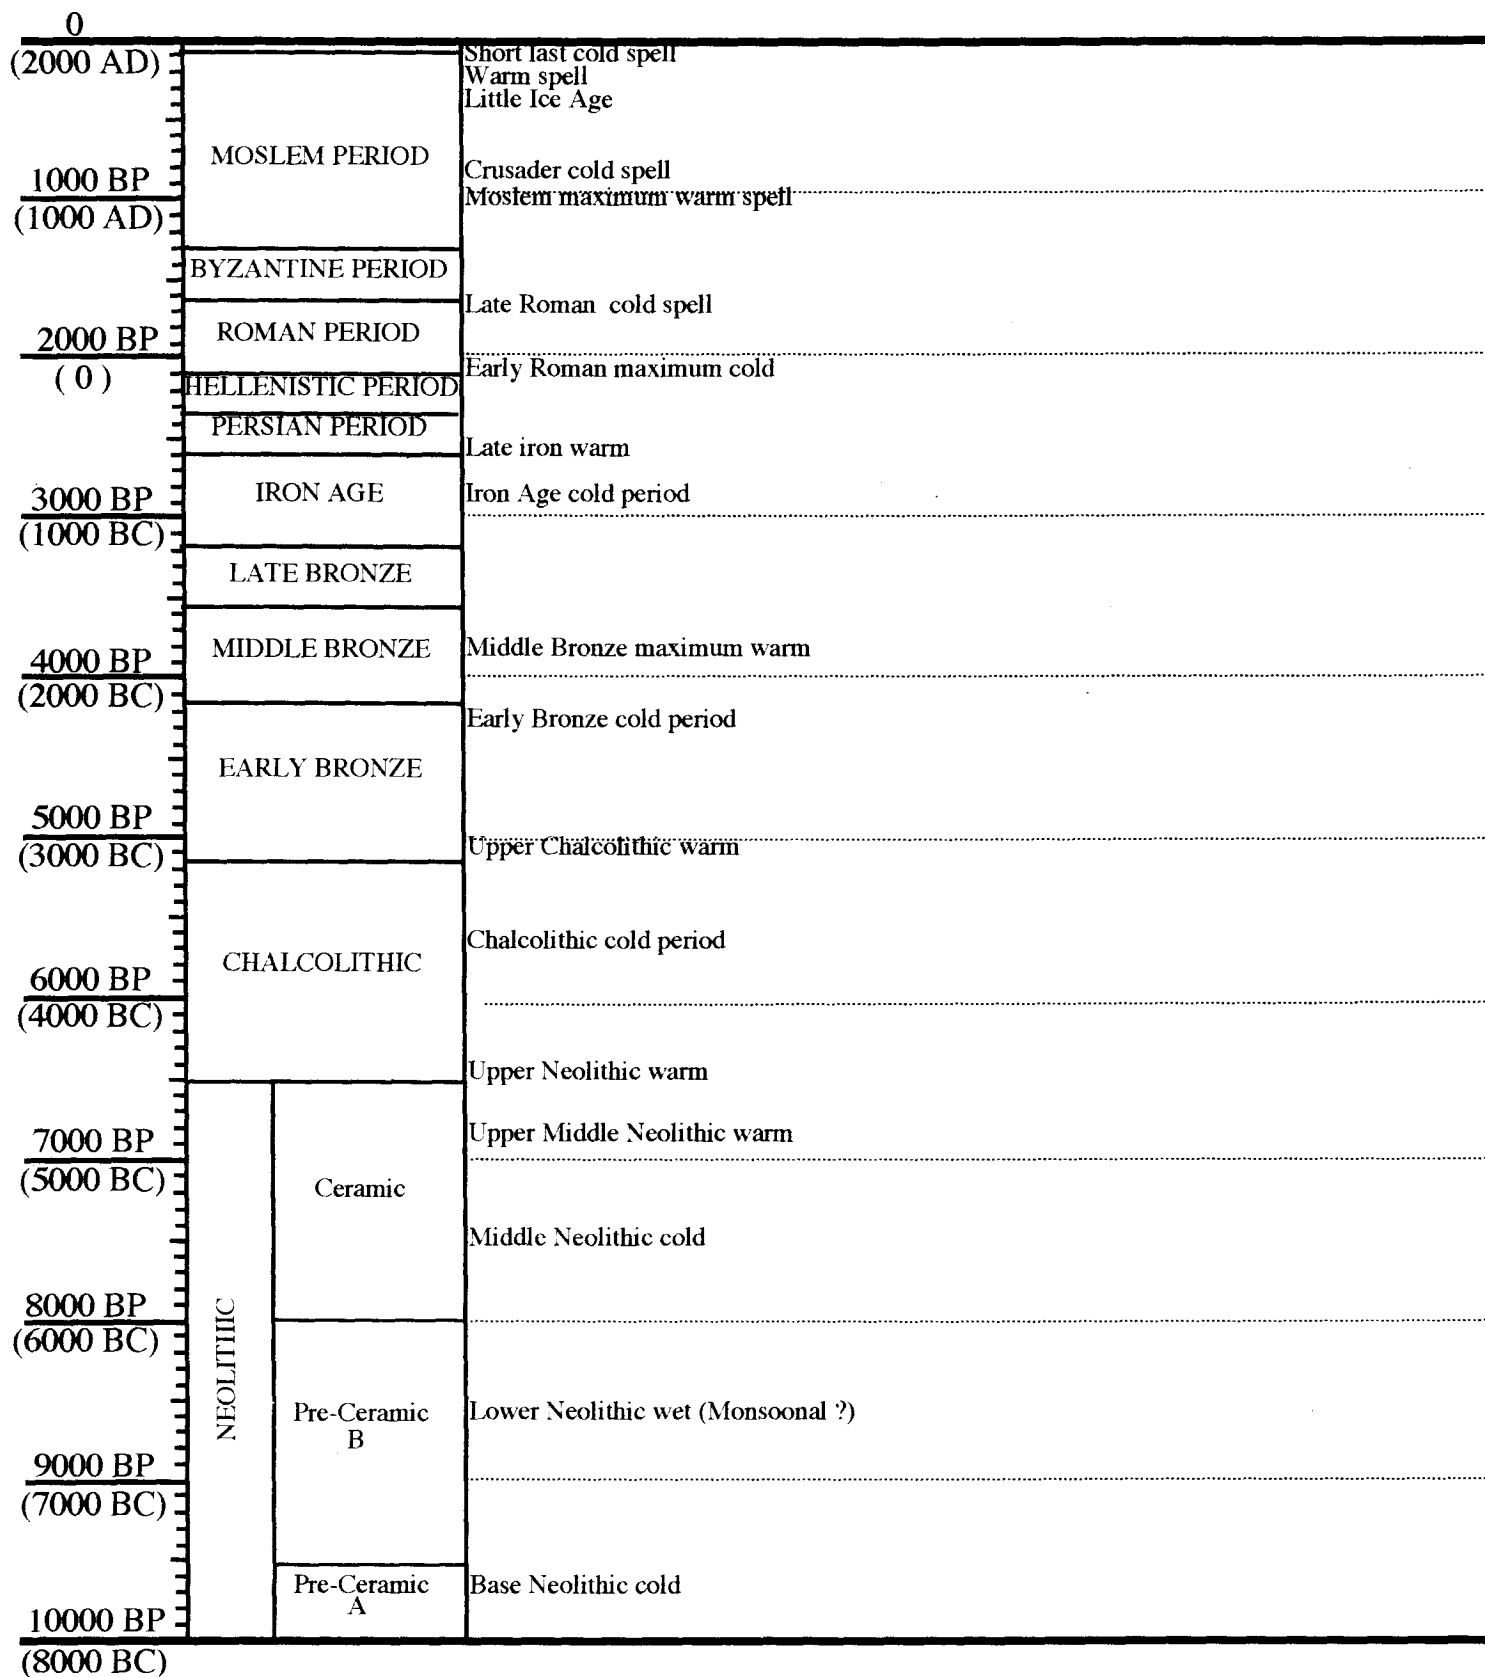 0
(2000 AD)
1000 BP
(1000 AD)
2000 BP
( 0 )
3000 BP
(1000 BC)
4000 BP
(2000 BC)
5000 BP
(3000 BC)
6000 BP
(4000 BC)
7000 BP
(5000 BC)
8000 BP
(6000 BC)
9000 BP
(7000 BC)
10000 BP
(8000 BC)
MOSLEM PERIOD
BYZANTINE PERIOD
ROMAN PERIOD
HELLENISTIC PERIOD
PERSIAN PERIOD
IRON AGE
LATE BRONZE
MIDDLE BRONZE
EARLY BRONZE
CHALCOLITHIC
NEOLITHIC
Ceramic
Pre-Ceramic
B
Pre-Ceramic
A
Short last cold spell
Warm spell
Little Ice Age
Crusader cold spell
Moslem maximum warm spell
Late Roman cold spell
Early Roman maximum cold
Late iron warm
Iron Age cold period
Middle Bronze maximum warm
Early Bronze cold period
Upper Chalcolithic warm
Chalcolithic cold period
Upper Neolithic warm
Upper Middle Neolithic warm
Middle Neolithic cold
Lower Neolithic wet (Monsoonal ?)
Base Neolithic cold